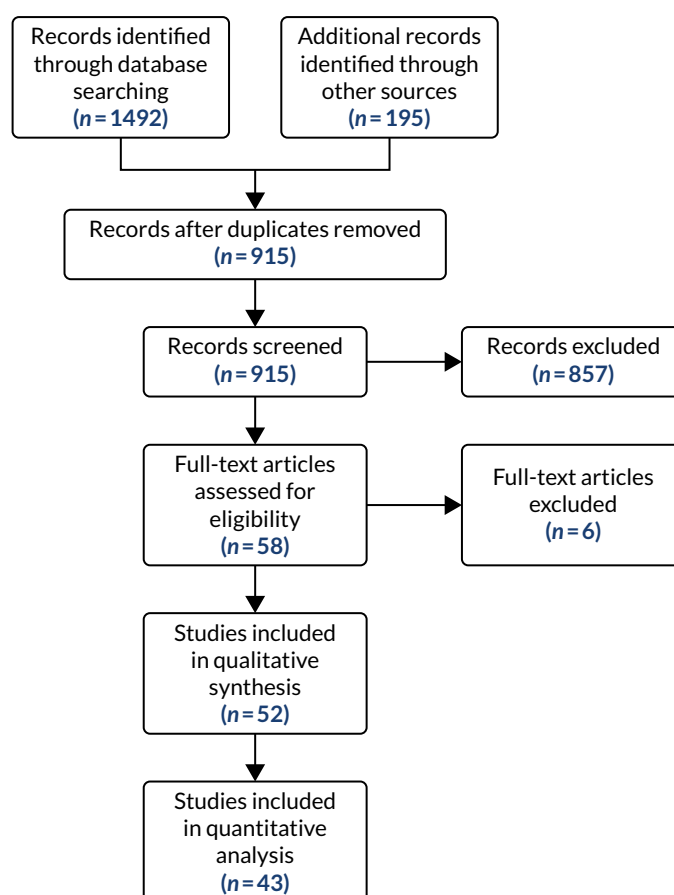 Records identified
through database
searching
(n=1492)
Additional records
identified through
other sources
(n=195)
Records after duplicates removed
(n=915)
Records screened
(n=915)
Records excluded
(n=857)
Full-text articles
assessed for
eligibility
(n=58)
Full-text articles
excluded
(n=6)
Studies included
in qualitative
synthesis
(n=52)
Studies included
in quantitative
analysis
(n=43)